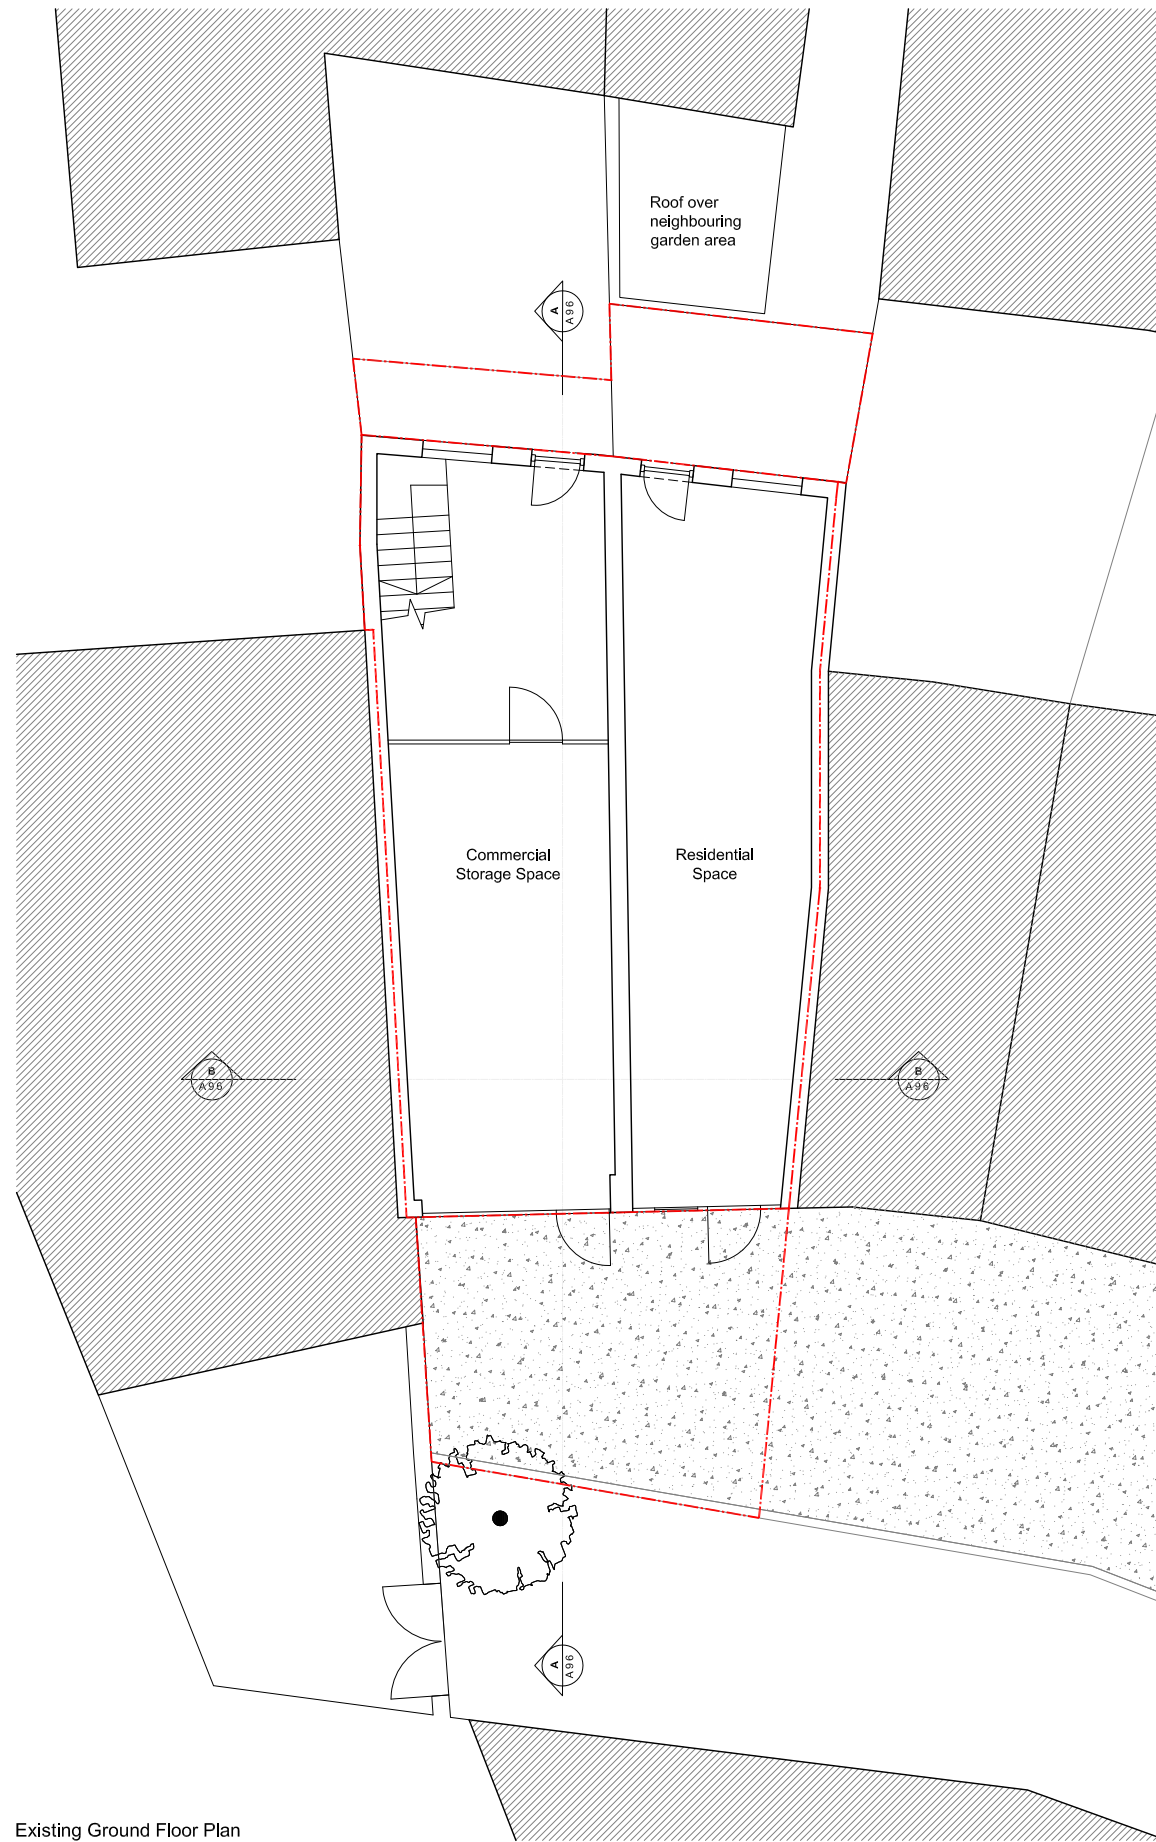 Roof over
neighbouring
garden area
A
A96
Commercial
Storage Space
Residential
Space
B
A96
B
A96
A
A96
Existing Ground Floor Plan